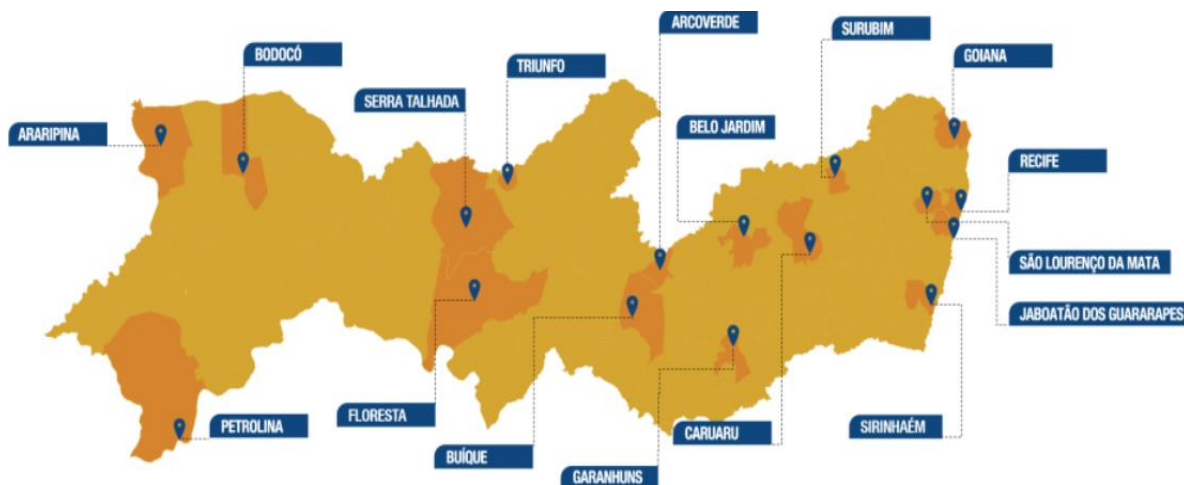 ARCOVERDE
SURUBIM
BODOCÓ
TRIUNFO
GOIANA
SERRA TALHADA
BELO JARDIM
ARARIPINA
RECIFE
SÃO LOURENÇO DA MATA
JABOATÃO DOS GUARARAPES
FLORESTA
PETROLINA
CARUARU
SIRINHAÉM
BUÍQUE
GARANHUNS